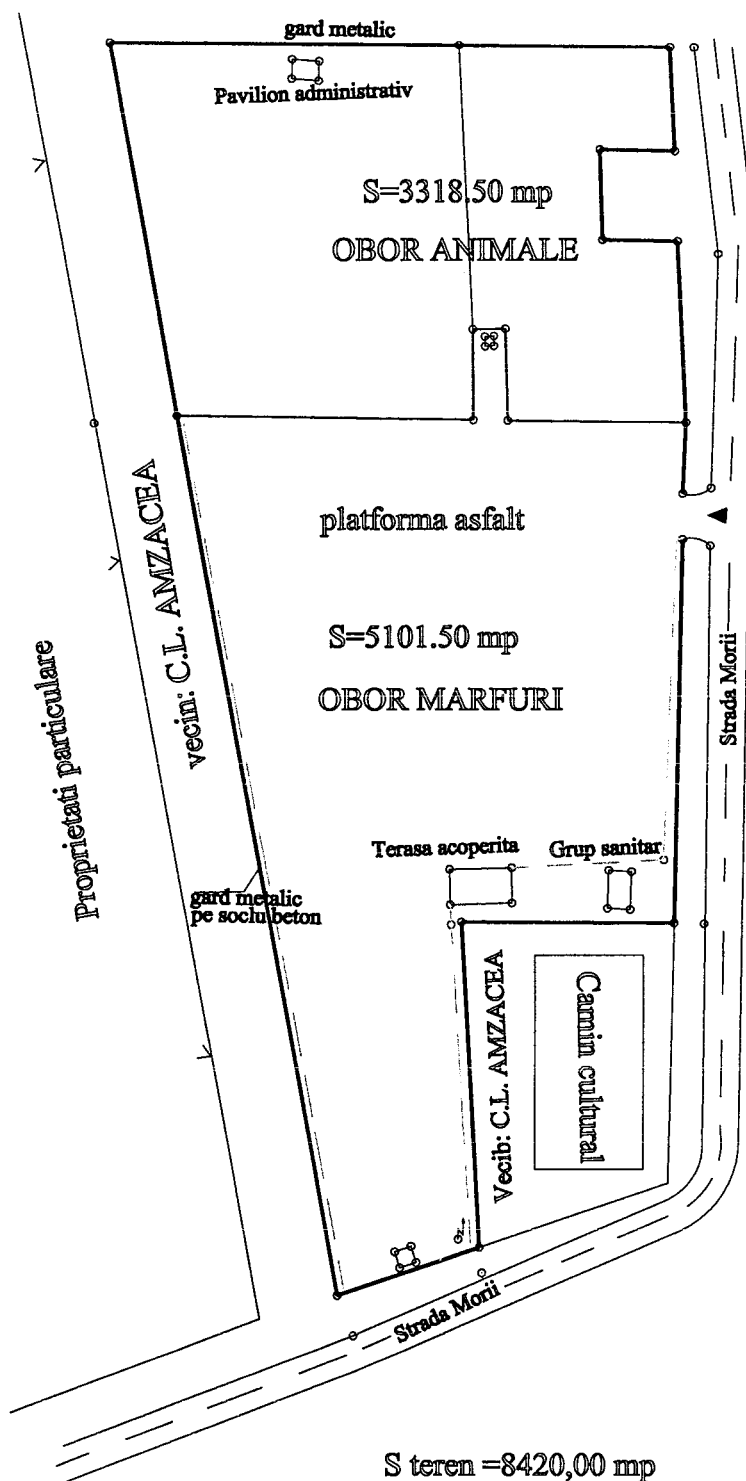 gard metalic
Pavilion administrativ
S=3318.50 mp
OBOR ANIMALE
vecin: C.L. AMZACEA
platforma asfalt
S=5101.50 mp
OBOR MARFURI
Strada Morii
Proprietati particulare
Terasa acoperita
Grup sanitar
gard metalic
pe soclu beton
Vecib: C.L. AMZACEA
Camin cultural
Strada Morii
S teren =8420,00 mp